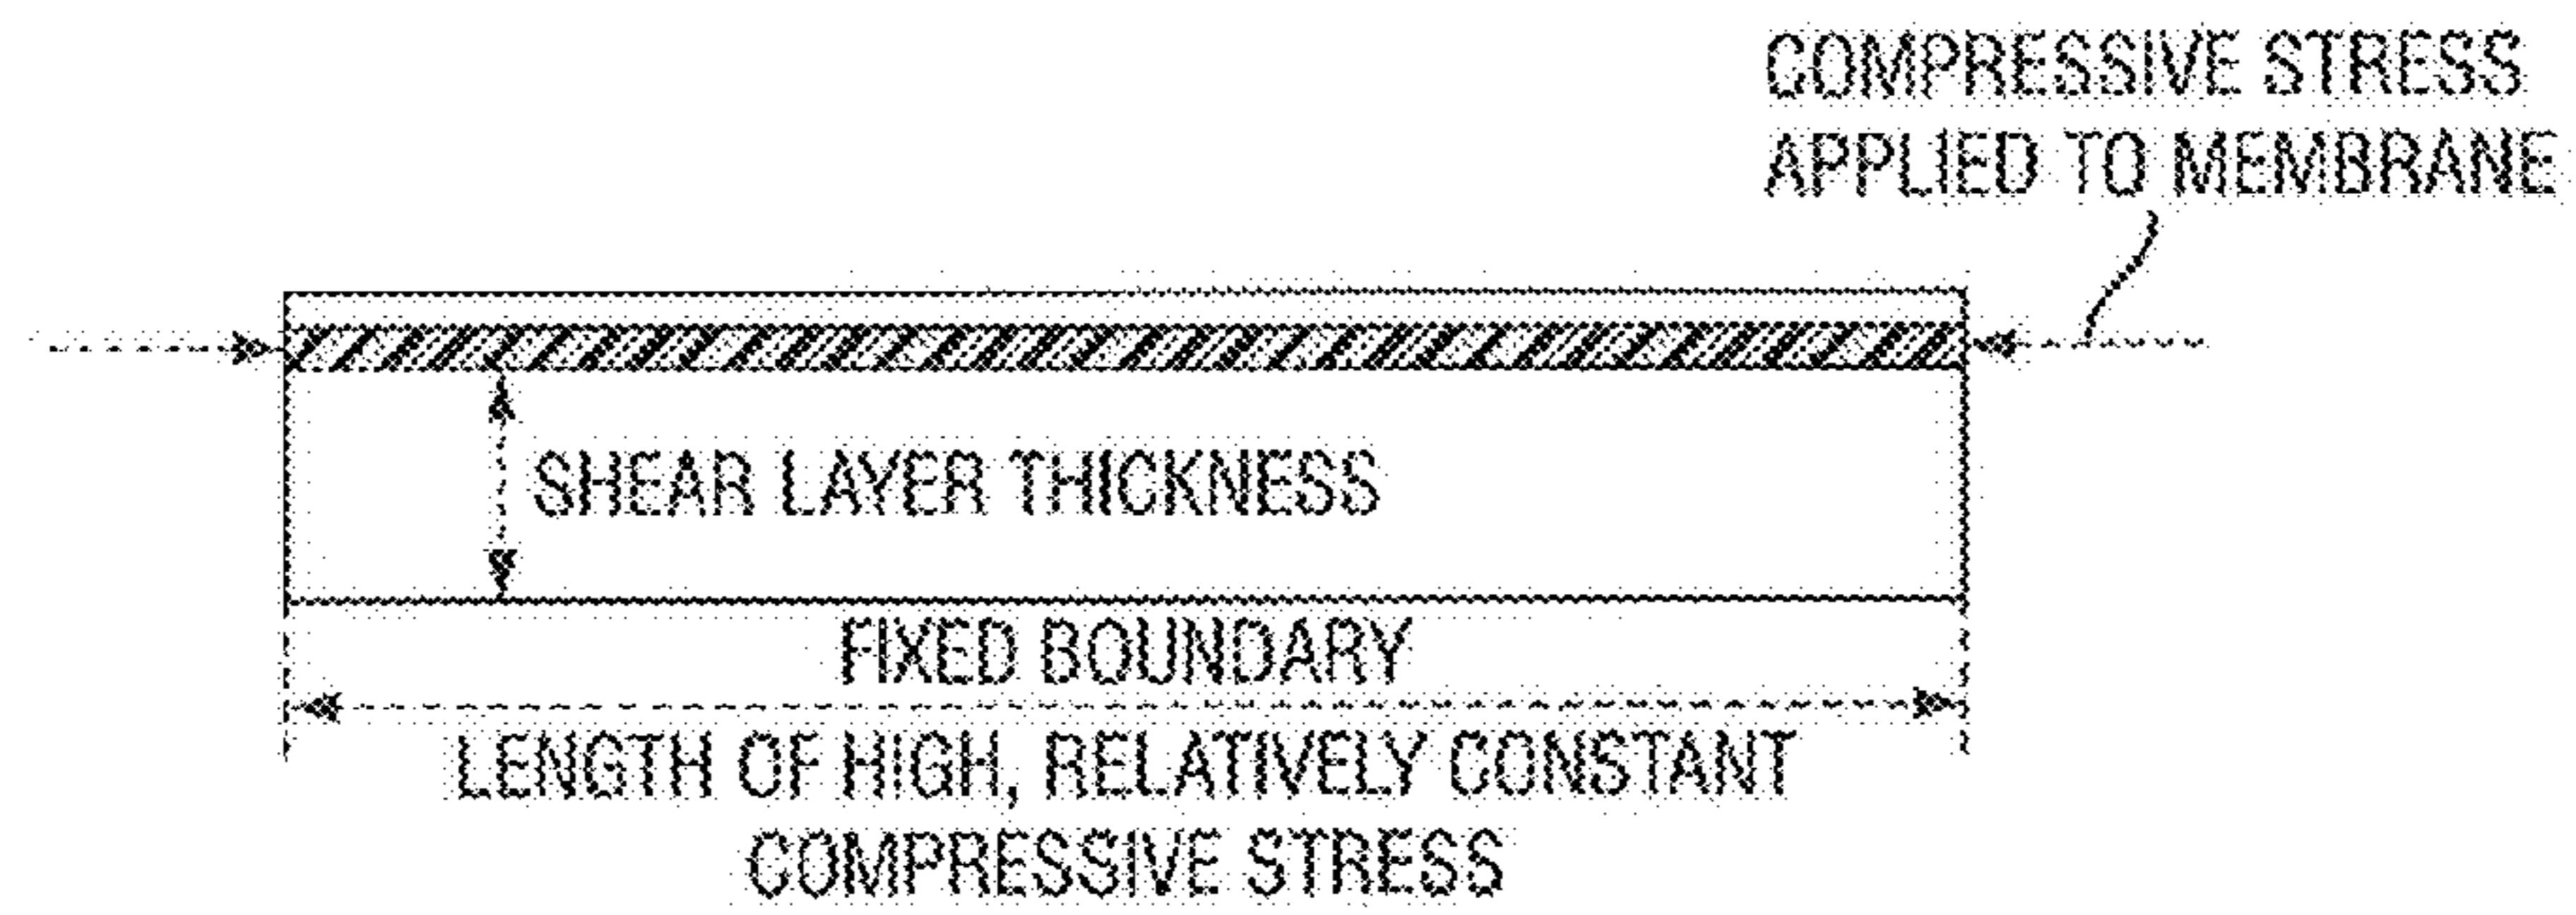 COMPRESSIVE STRESS
APPLIED TO MEMBRANE
SHEAR LAYER THICKNESS
FIXED BOUNDARY
LENGTH OF HIGH, RELATIVELY CONSTANT
COMPRESSIVE STRESS